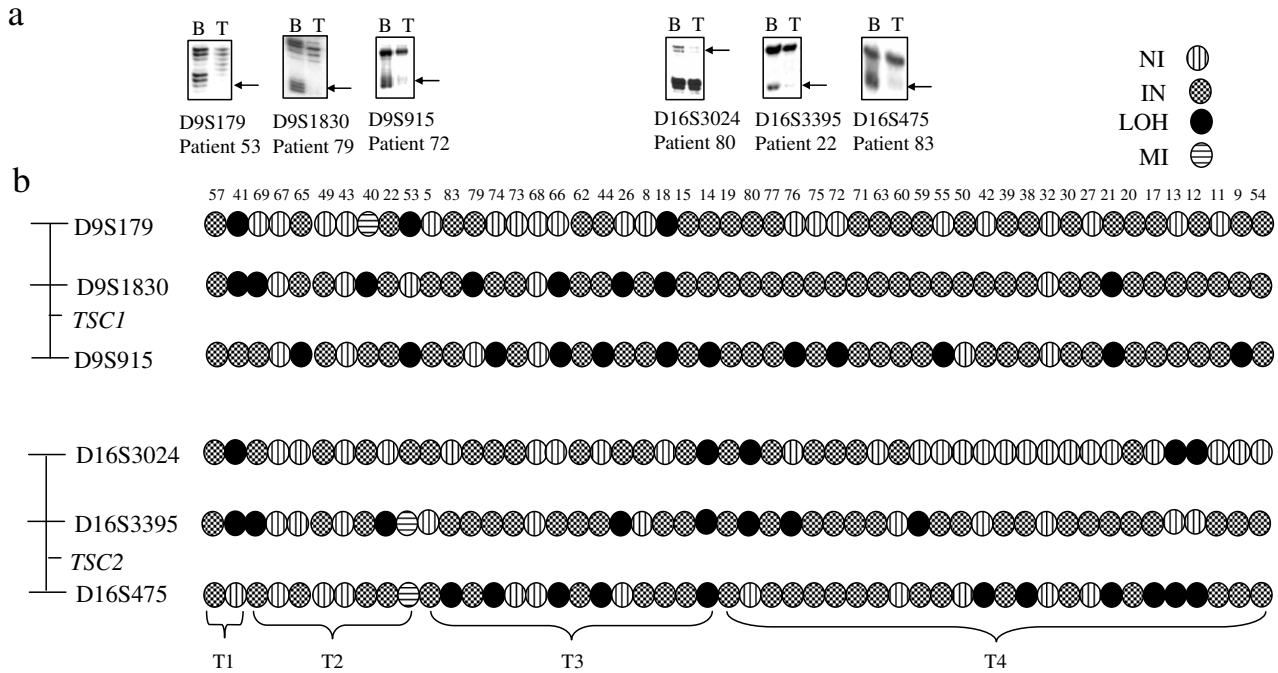 a
B T
B T
B T
B T
B T
B T
D9S179
Patient 53
D9S1830
Patient 79
D9S915
Patient 72
D16S3024
Patient 80
D16S3395
Patient 22
D16S475
Patient 83
NI
IN
LOH
MI
b
57 41 69 67 65 49 43 40 22 53 5 83 79 74 73 68 66 62 44 26 8 18 15 14 19 80 77 76 75 72 71 63 60 59 55 50 42 39 38 32 30 27 21 20 17 13 12 11 9 54
D9S179
D9S1830
TSC1
D9S915
D16S3024
D16S3395
TSC2
D16S475
T1 T2 T3 T4